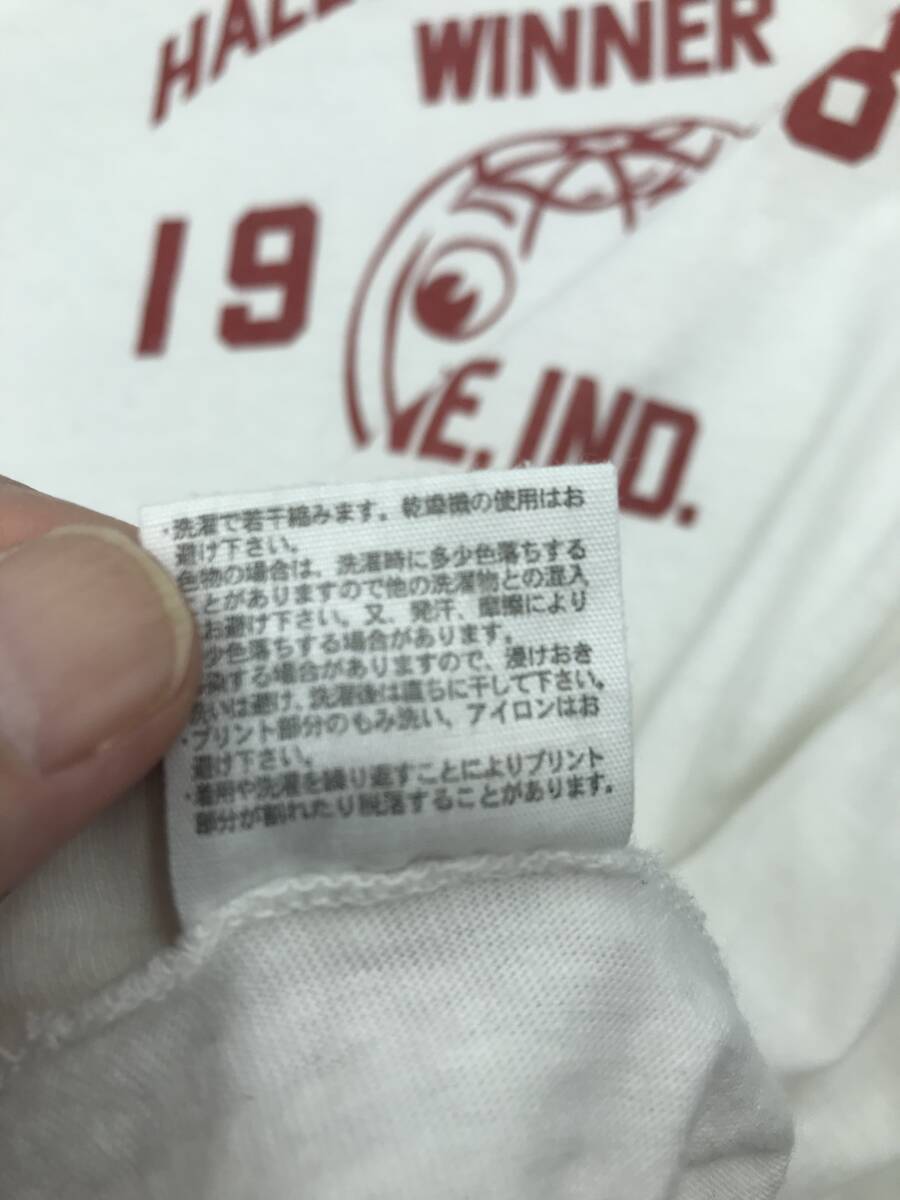 HALL
WINNER
19
8
E, IND.
・洗濯で若干縮みます。乾燥機の使用はお
避け下さい。
色物の場合は、洗濯時に多少色落ちする
ことがありますので他の洗濯物との混入
お避け下さい、又、発汗、摩擦により
少色落ちする場合があります。
染する場合がありますので、浸けおき
洗いは避け、洗濯後は直ちに干して下さい。
・プリント部分のもみ洗い、アイロンはお
避け下さい。
・着用や洗濯を繰り返すことによりプリント
部分が割れたり脱落することがあります。